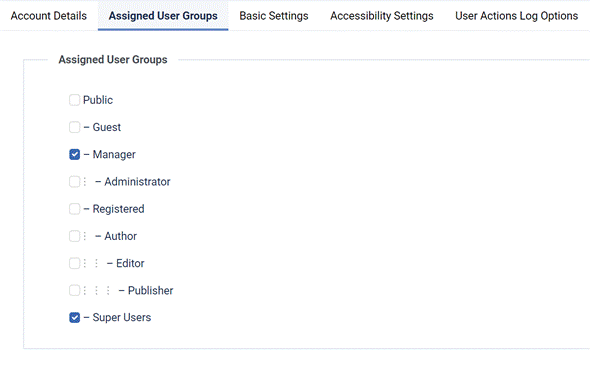 Account Details Assigned User Groups Basic Settings Accessibility Settings User Actions Log Options
Assigned User Groups
Public
– Guest
– Manager
⋮ – Administrator
– Registered
⋮ – Author
⋮ ⋮ – Editor
⋮ ⋮ ⋮ – Publisher
– Super Users